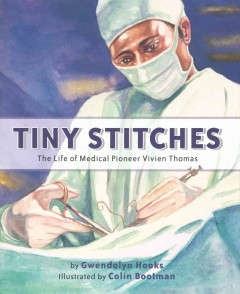 TINY STITCHES
The Life of Medical Pioneer Vivien Thomas
by Gwendolyn Hooks
Illustrated by Colin Bootman